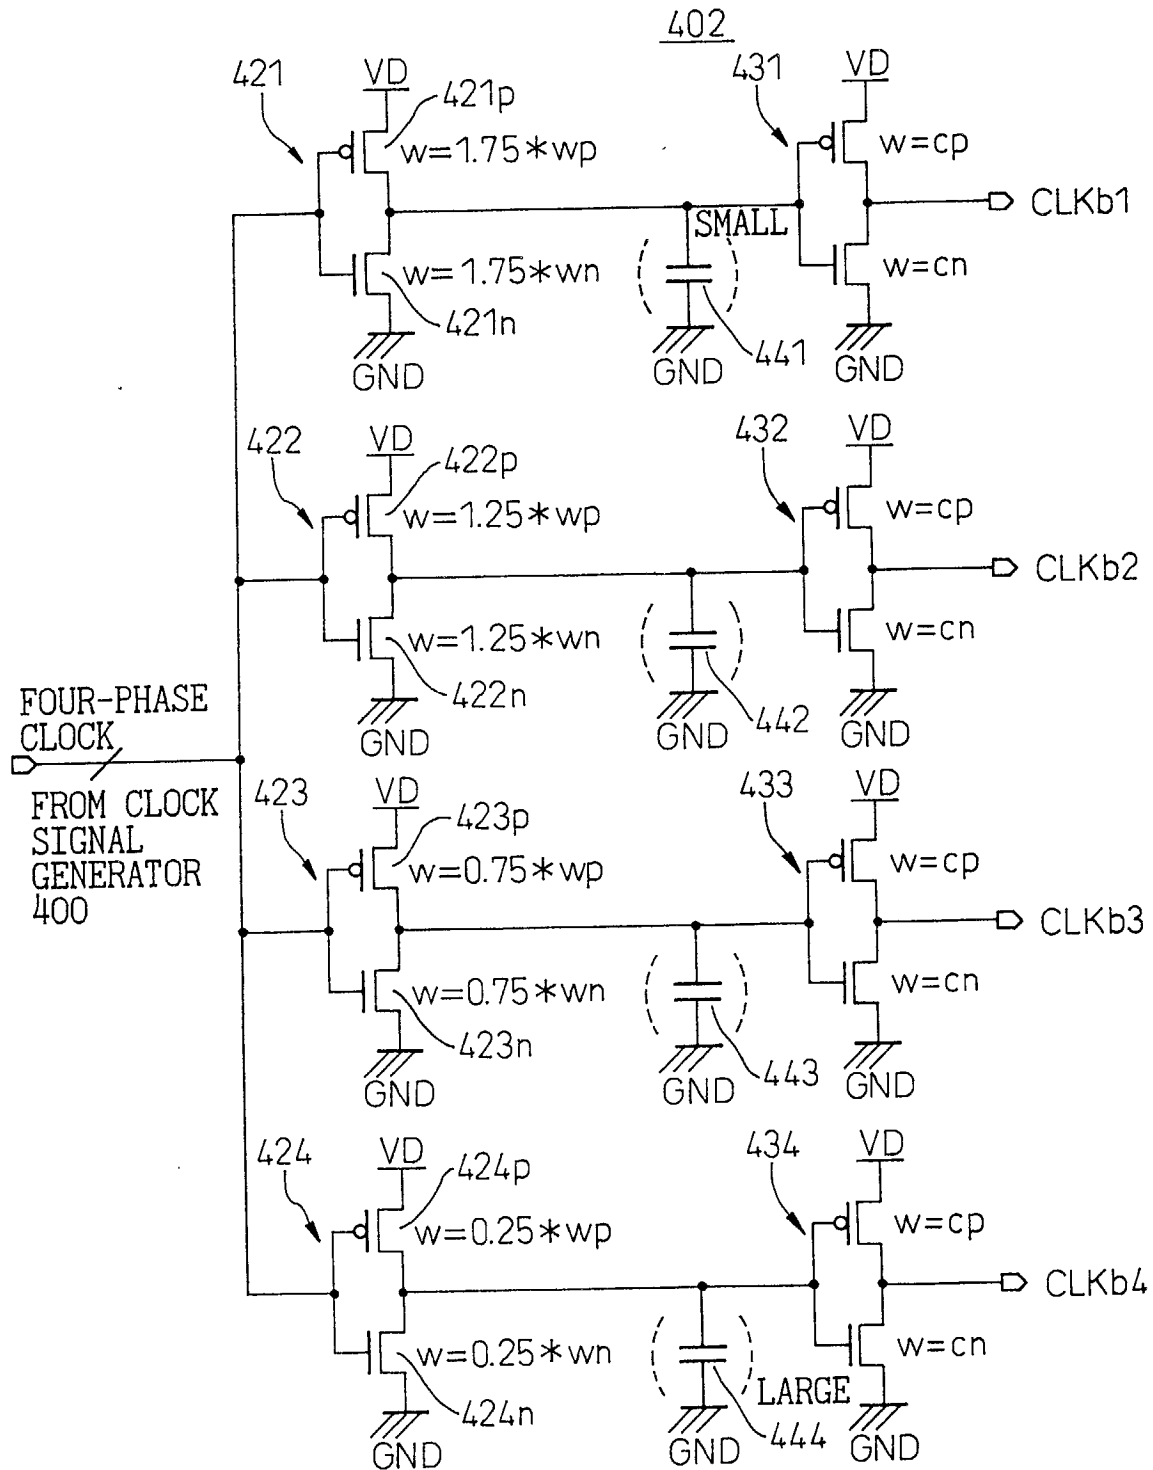 402
421
VD
421p
w=1.75*wp
431
VD
w=cp
SMALL
CLKb1
w=1.75*wn
w=cn
421n
441
GND
GND
GND
422
VD
422p
w=1.25*wp
432
VD
w=cp
CLKb2
w=1.25*wn
w=cn
422n
442
GND
GND
GND
FOUR-PHASE
CLOCK
FROM CLOCK
SIGNAL
GENERATOR
400
423
VD
423p
w=0.75*wp
433
VD
w=cp
CLKb3
w=0.75*wn
w=cn
423n
443
GND
GND
GND
424
VD
424p
w=0.25*wp
434
VD
w=cp
CLKb4
w=0.25*wn
w=cn
LARGE
424n
444
GND
GND
GND